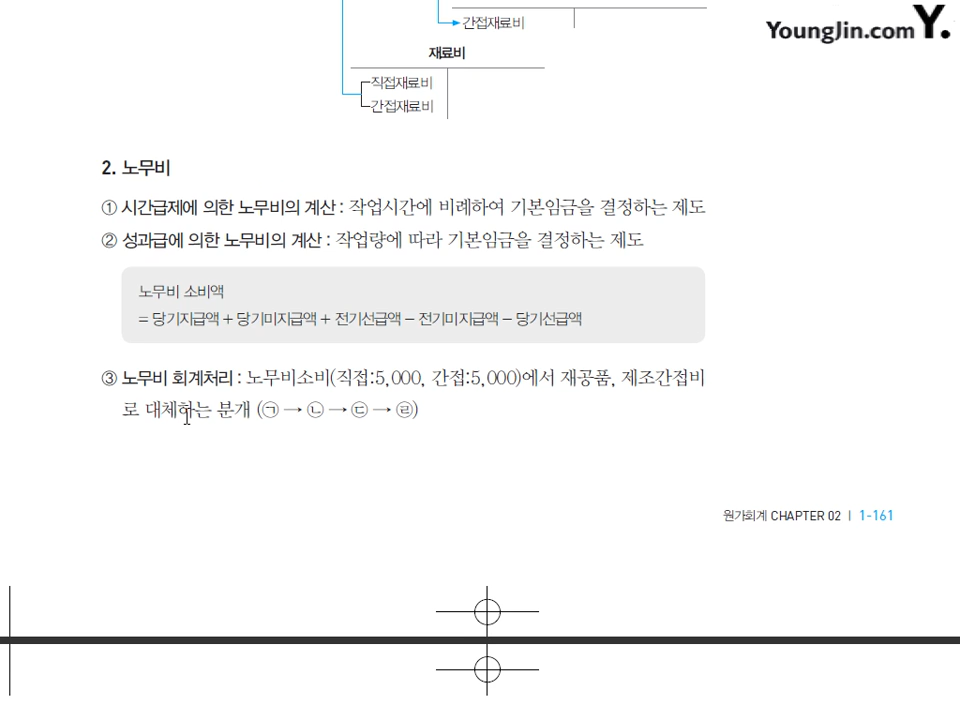 간접재료비
YoungJin.com Y.
재료비
직접재료비
간접재료비
2. 노무비
① 시간급제에 의한 노무비의 계산 : 작업시간에 비례하여 기본임금을 결정하는 제도
② 성과급에 의한 노무비의 계산 : 작업량에 따라 기본임금을 결정하는 제도
노무비 소비액
= 당기지급액 + 당기미지급액 + 전기선급액 – 전기미지급액 – 당기선급액
③ 노무비 회계처리 : 노무비소비(직접:5,000, 간접:5,000)에서 재공품, 제조간접비
로 대체하는 분개 (㉠ → ㉡ → ㉢ → ㉣)
원가회계 CHAPTER 02 | 1-161